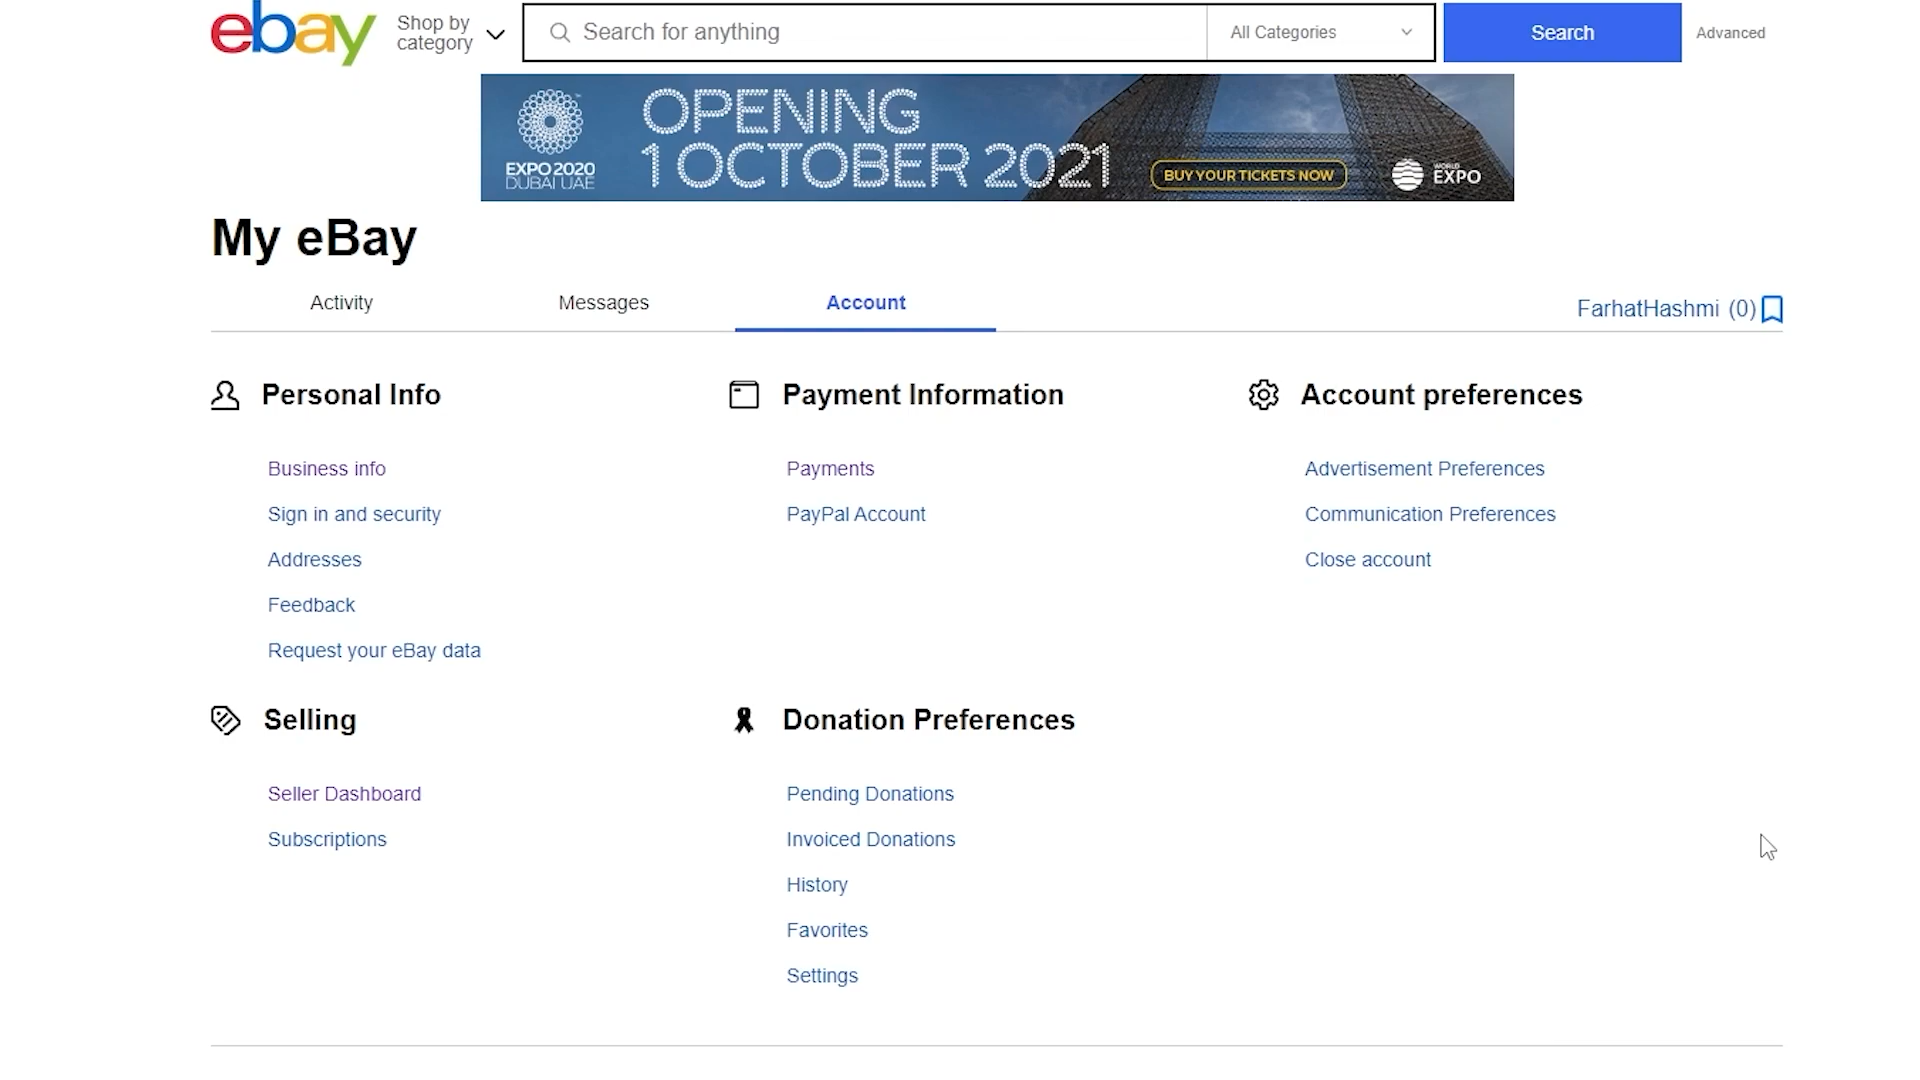 ebay
Shop by
category
Search for anything
All Categories
Search
Advanced
EXPO 2020
DUBAI UAE
OPENING
1 OCTOBER 2021
BUY YOUR TICKETS NOW
WORLD
EXPO
My eBay
Activity
Messages
Account
FarhatHashmi (0)
Personal Info
Payment Information
Account preferences
Business info
Payments
Advertisement Preferences
Sign in and security
PayPal Account
Communication Preferences
Addresses
Close account
Feedback
Request your eBay data
Selling
Donation Preferences
Seller Dashboard
Pending Donations
Subscriptions
Invoiced Donations
History
Favorites
Settings